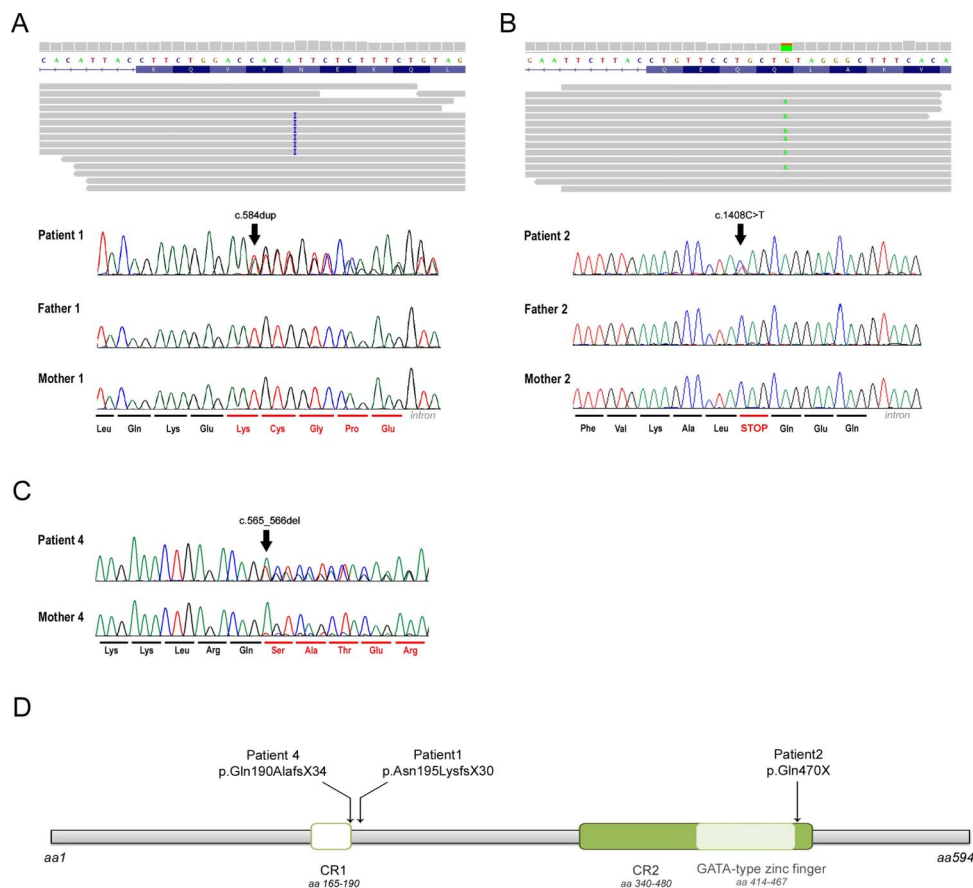 A
C A C A T T A C C T T C T G G A C C A C A T T C T C T T T C T G T A G
K Q V V N E K Q L
c.584dup
Patient 1
Father 1
Mother 1
intron
Leu Gln Lys Glu Lys Cys Gly Pro Glu
B
G A A T T C T T A C C T G T T C C T G C T G T A G G G C T T T C A C A
Q E Q Q L A K V
A
A
A
A
A
A
c.1408C>T
Patient 2
Father 2
Mother 2
intron
Phe Val Lys Ala Leu STOP Gln Glu Gln
C
c.565_566del
Patient 4
Mother 4
Lys Lys Leu Arg Gln Ser Ala Thr Glu Arg
D
Patient 4
p.Gln190AlafsX34
Patient1
p.Asn195LysfsX30
Patient2
p.Gln470X
aa1
aa594
CR1
aa 165-190
CR2
aa 340-480
GATA-type zinc finger
aa 414-467